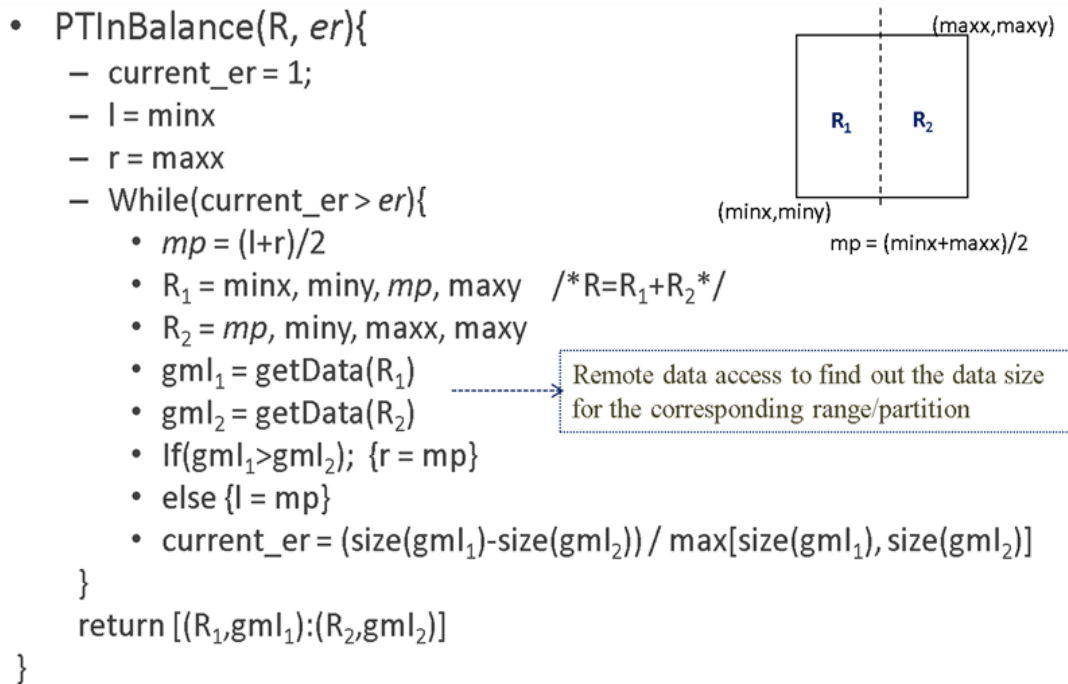 • PTInBalance(R, er){
– current_er = 1;
– l = minx
– r = maxx
– While(current_er > er){
• mp = (l+r)/2
• R₁ = minx, miny, mp, maxy /*R=R₁+R₂*/
• R₂ = mp, miny, maxx, maxy
• gml₁ = getData(R₁)
• gml₂ = getData(R₂)
• If(gml₁>gml₂); {r = mp}
• else {l = mp}
• current_er = (size(gml₁)-size(gml₂)) / max[size(gml₁), size(gml₂)]
}
return [(R₁,gml₁):(R₂,gml₂)]
}
(maxx,maxy)
R₁ R₂
(minx,miny)
mp = (minx+maxx)/2
Remote data access to find out the data size
for the corresponding range/partition